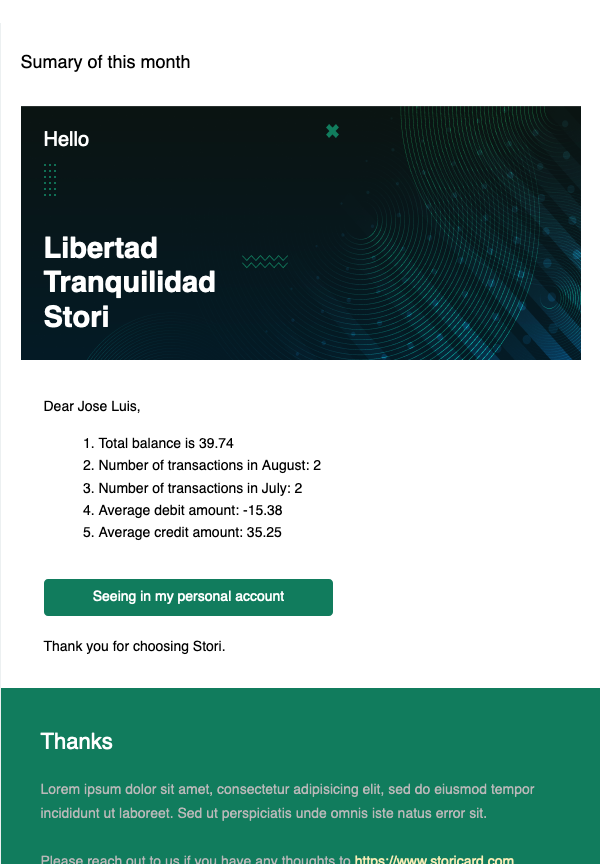 Sumary of this month
Hello
Libertad
Tranquilidad
Stori
Dear Jose Luis,
1. Total balance is 39.74
2. Number of transactions in August: 2
3. Number of transactions in July: 2
4. Average debit amount: -15.38
5. Average credit amount: 35.25
Seeing in my personal account
Thank you for choosing Stori.
Thanks
Lorem ipsum dolor sit amet, consectetur adipisicing elit, sed do eiusmod tempor
incididunt ut laboreet. Sed ut perspiciatis unde omnis iste natus error sit.
Please reach out to us if you have any thoughts to https://www.storicard.com